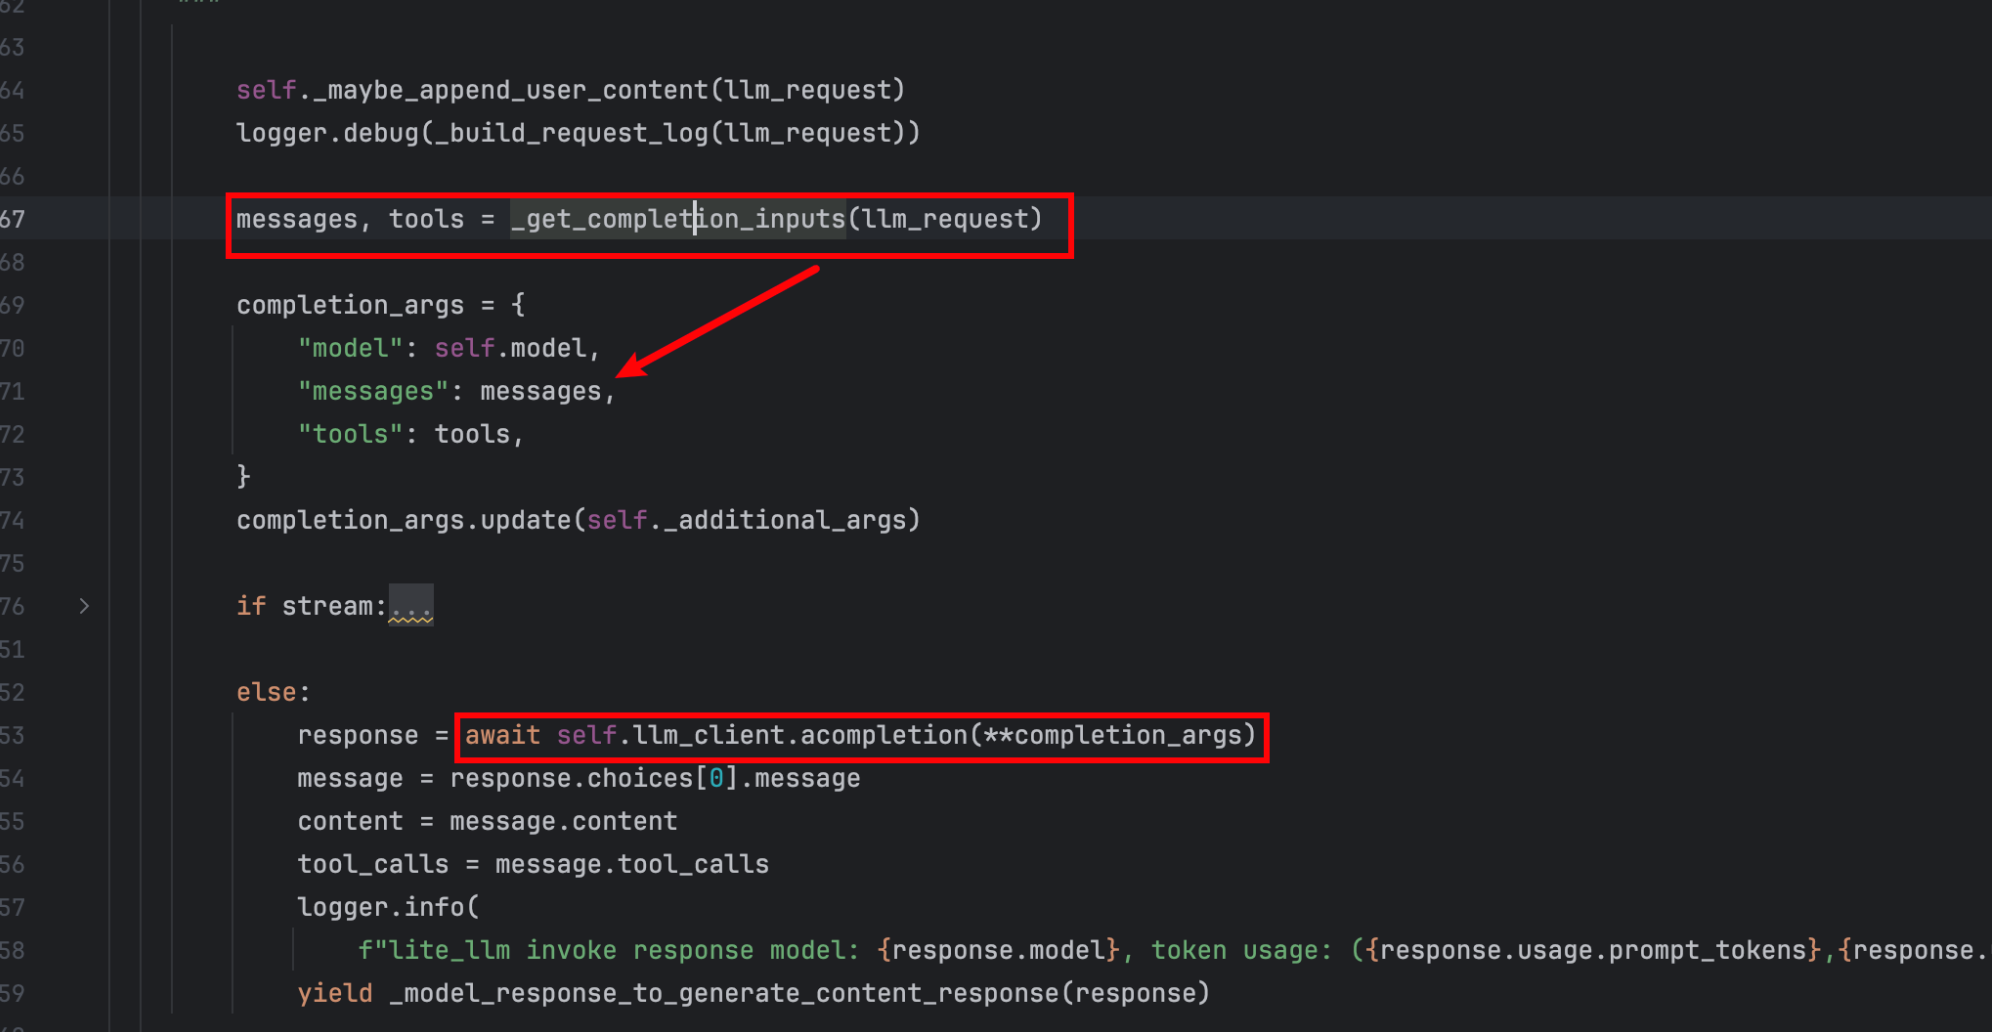 62 """
63
64 self._maybe_append_user_content(llm_request)
65 logger.debug(_build_request_log(llm_request))
66
67 messages, tools = _get_completion_inputs(llm_request)
68
69 completion_args = {
70 "model": self.model,
71 "messages": messages,
72 "tools": tools,
73 }
74 completion_args.update(self._additional_args)
75
76 if stream:...
51
52 else:
53 response = await self.llm_client.acompletion(**completion_args)
54 message = response.choices[0].message
55 content = message.content
56 tool_calls = message.tool_calls
57 logger.info(
58 f"lite_llm invoke response model: {response.model}, token usage: ({response.usage.prompt_tokens},{response.
59 yield _model_response_to_generate_content_response(response)